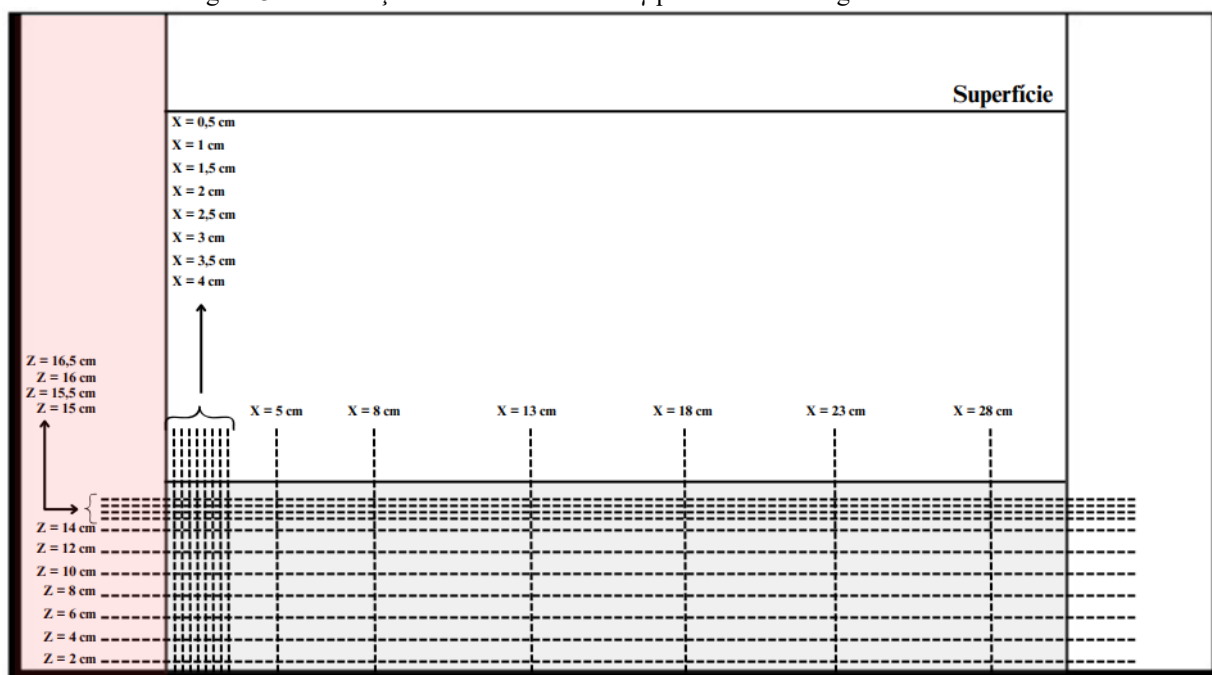 Superfície
X = 0,5 cm
X = 1 cm
X = 1,5 cm
X = 2 cm
X = 2,5 cm
X = 3 cm
X = 3,5 cm
X = 4 cm
Z = 16,5 cm
Z = 16 cm
Z = 15,5 cm
Z = 15 cm
X = 5 cm X = 8 cm X = 13 cm X = 18 cm X = 23 cm X = 28 cm
Z = 14 cm
Z = 12 cm
Z = 10 cm
Z = 8 cm
Z = 6 cm
Z = 4 cm
Z = 2 cm